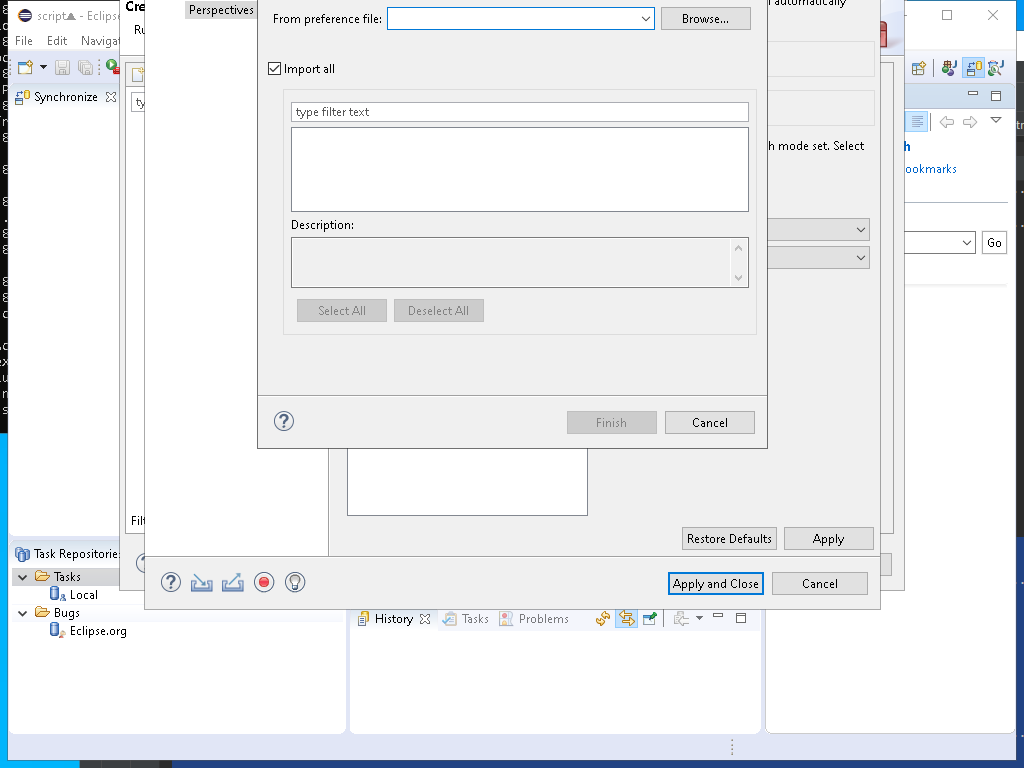 script▲ - Eclipse
Cre
Perspectives
From preference file:
Browse...
automatically
Ru
File Edit Navigat
Import all
Synchronize
ty
type filter text
h mode set. Select
h
ookmarks
Description:
Go
Select All
Deselect All
Finish
Cancel
Filt
Restore Defaults
Apply
Task Repositories
Tasks
Local
Bugs
Eclipse.org
Apply and Close
Cancel
History
Tasks
Problems